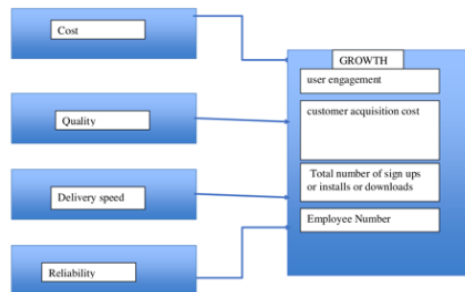 Cost
Quality
Delivery speed
Reliability
GROWTH
user engagement
customer acquisition cost
Total number of sign ups
or installs or downloads
Employee Number